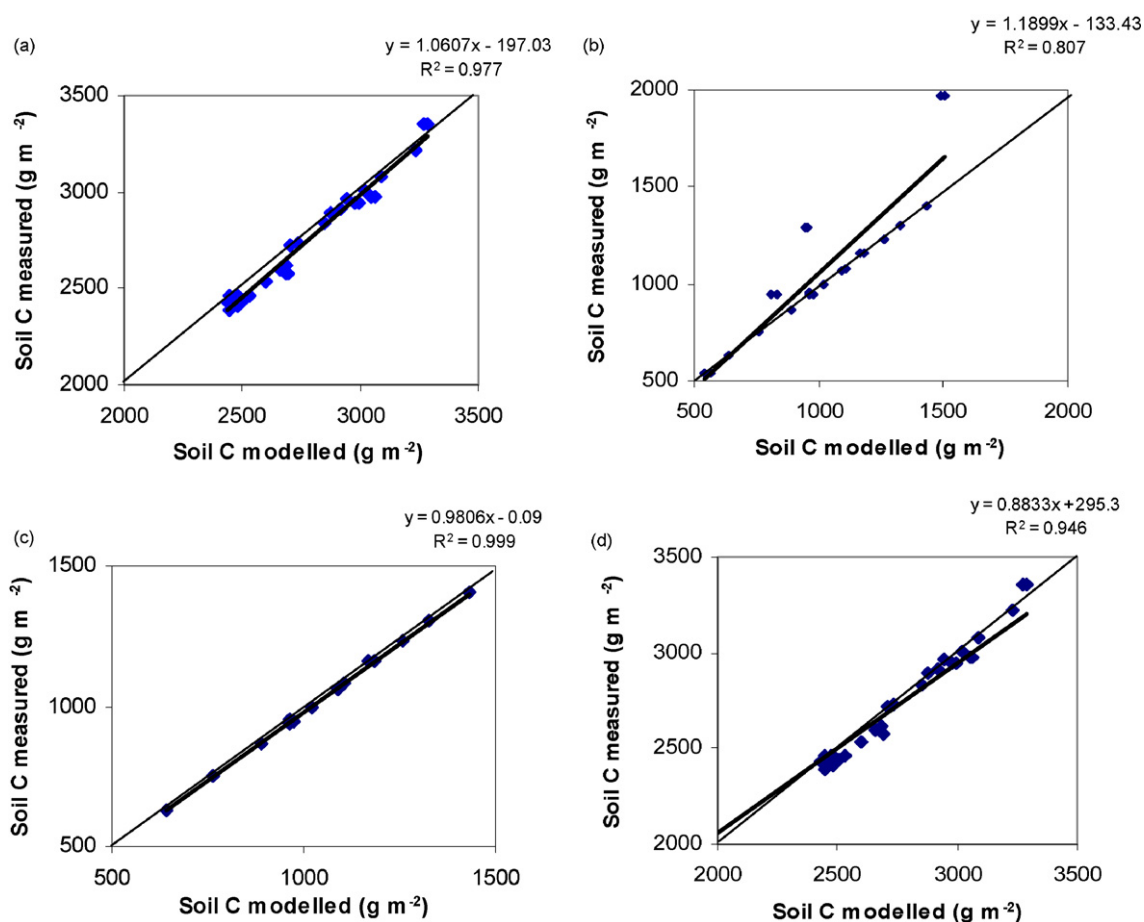 (a)
y = 1.0607x - 197.03
R² = 0.977
3500
3000
2500
2000
Soil C measured (g m ⁻²)
2000 2500 3000 3500
Soil C modelled (g m⁻²)
(b)
y = 1.1899x - 133.43
R² = 0.807
2000
1500
1000
500
Soil C measured (g m ⁻²)
500 1000 1500 2000
Soil C modelled (g m⁻²)
(c)
y = 0.9806x - 0.09
R² = 0.999
1500
1000
500
Soil C measured (g m ⁻²)
500 1000 1500
Soil C modelled (g m⁻²)
(d)
y = 0.8833x+295.3
R² = 0.946
3500
3000
2500
2000
Soil C measured (g m ⁻²)
2000 2500 3000 3500
Soil C modelled (g m⁻²)